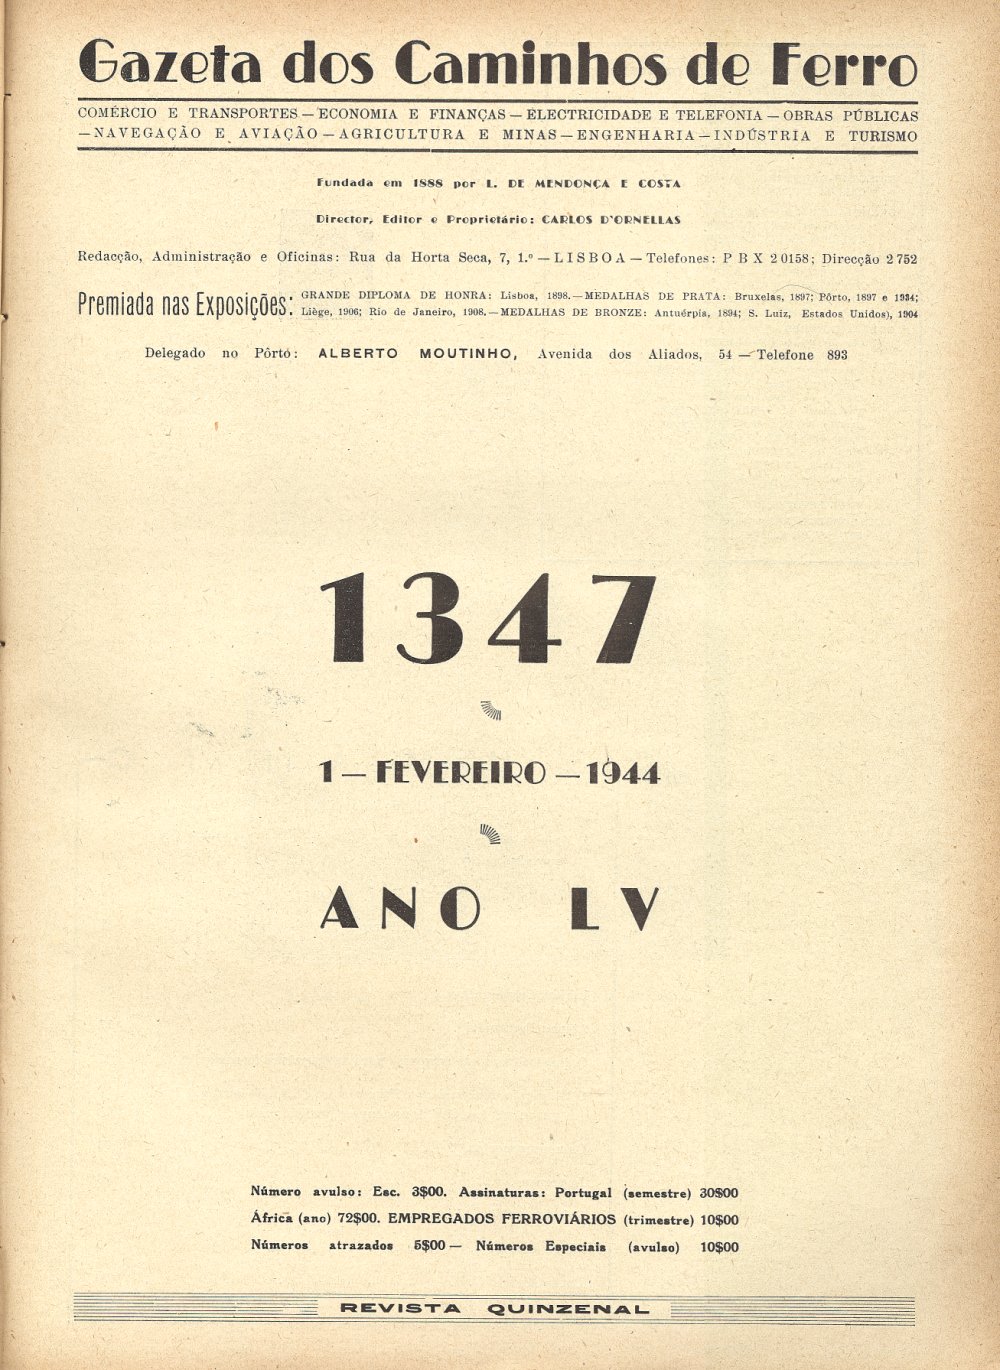 Gazeta dos Caminhos de Ferro
COMÉRCIO E TRANSPORTES — ECONOMIA E FINANÇAS — ELECTRICIDADE E TELEFONIA — OBRAS PÚBLICAS
— NAVEGAÇÃO E AVIAÇÃO — AGRICULTURA E MINAS — ENGENHARIA — INDÚSTRIA E TURISMO
Fundada em 1888 por L. DE MENDONÇA E COSTA
Director, Editor e Proprietário: CARLOS D'ORNELLAS
Redacção, Administração e Oficinas: Rua da Horta Seca, 7, 1.º — LISBOA — Telefones: P B X 20158; Direcção 2752
Premiada nas Exposições:
GRANDE DIPLOMA DE HONRA: Lisboa, 1898. — MEDALHAS DE PRATA: Bruxelas, 1897; Pôrto, 1897 e 1934;
Liège, 1906; Rio de Janeiro, 1908. — MEDALHAS DE BRONZE: Antuérpia, 1894; S. Luiz, Estados Unidos), 1904
Delegado no Pôrto: ALBERTO MOUTINHO, Avenida dos Aliados, 54 — Telefone 893
1347
1 — FEVEREIRO — 1944
ANO LV
Número avulso: Esc. 3$00. Assinaturas: Portugal (semestre) 30$00
África (ano) 72$00. EMPREGADOS FERROVIÁRIOS (trimestre) 10$00
Números atrazados 5$00 — Números Especiais (avulso) 10$00
REVISTA QUINZENAL